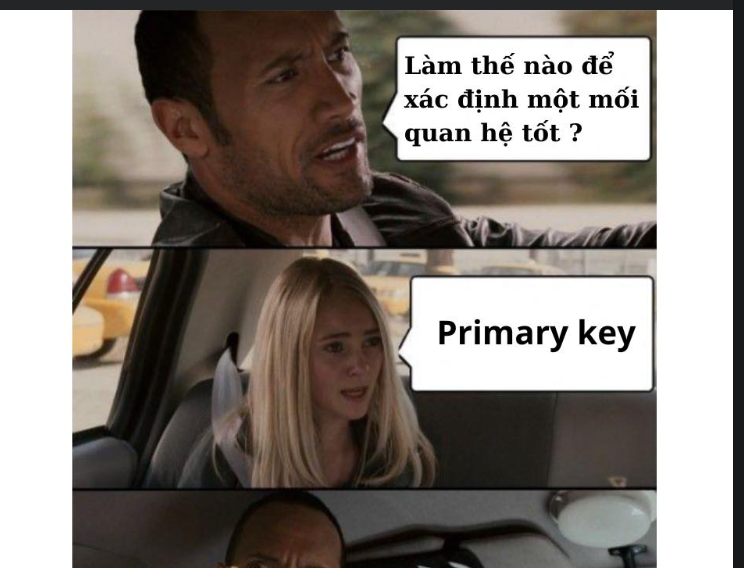 Làm thế nào để
xác định một mối
quan hệ tốt ?
Primary key